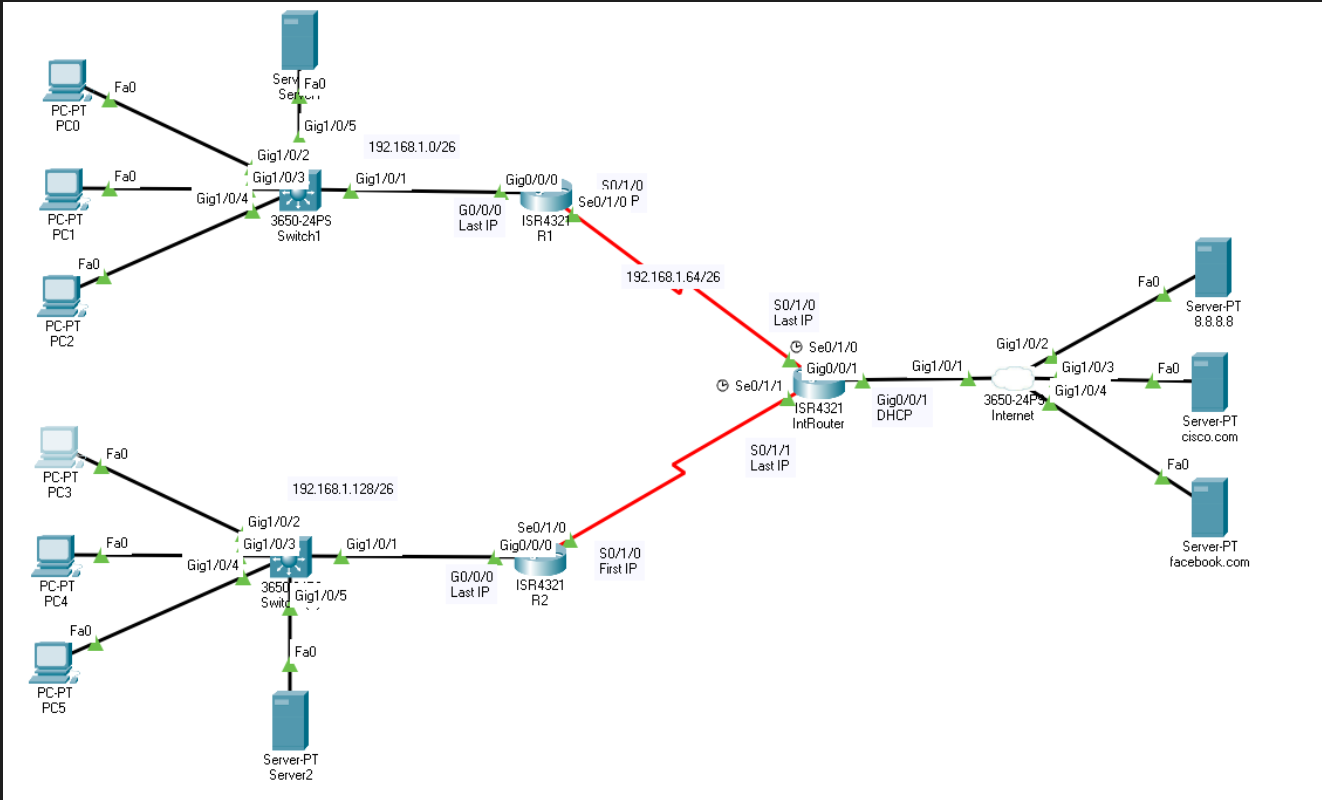 Fa0
PC-PT
PC0
Fa0
Gig1/0/5
Gig1/0/2
192.168.1.0/26
Fa0
PC-PT
PC1
Gig1/0/3
Gig1/0/4
3650-24PS
Switch1
Gig1/0/1
Gig0/0/0
G0/0/0
Last IP
ISR4321
R1
S0/1/0
Se0/1/0
Fa0
PC-PT
PC2
192.168.1.64/26
S0/1/0
Last IP
Se0/1/0
Gig0/0/1
Se0/1/1
ISR4321
IntRouter
S0/1/1
Last IP
Gig0/0/1
DHCP
Gig1/0/1
Gig1/0/2
Gig1/0/3
Gig1/0/4
3650-24PS
Internet
Fa0
Server-PT
8.8.8.8
Fa0
Server-PT
cisco.com
Fa0
Server-PT
facebook.com
Fa0
PC-PT
PC3
192.168.1.128/26
Gig1/0/2
Fa0
PC-PT
PC4
Gig1/0/3
Gig1/0/4
Gig1/0/1
Gig1/0/5
Se0/1/0
Gig0/0/0
G0/0/0
Last IP
ISR4321
R2
S0/1/0
First IP
Fa0
PC-PT
PC5
Fa0
Server-PT
Server2